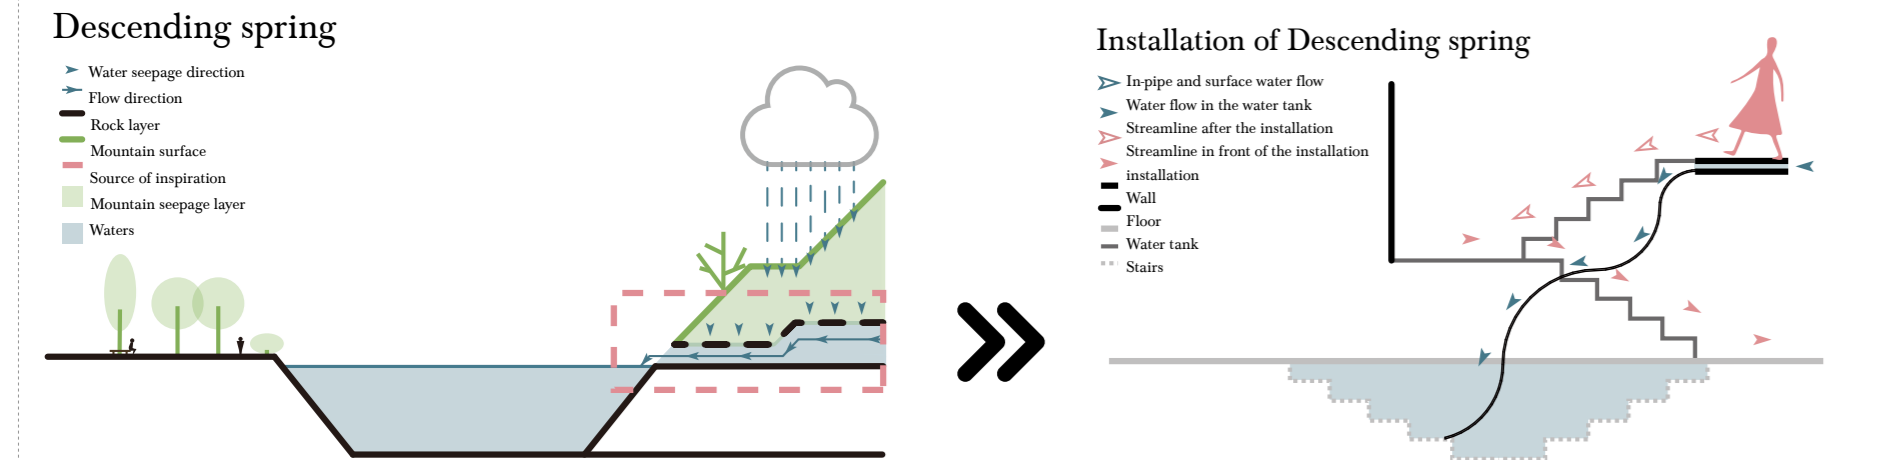 Descending spring
Water seepage direction
Flow direction
Rock layer
Mountain surface
Source of inspiration
Mountain seepage layer
Waters
Installation of Descending spring
In-pipe and surface water flow
Water flow in the water tank
Streamline after the installation
Streamline in front of the installation
installation
Wall
Floor
Water tank
Stairs